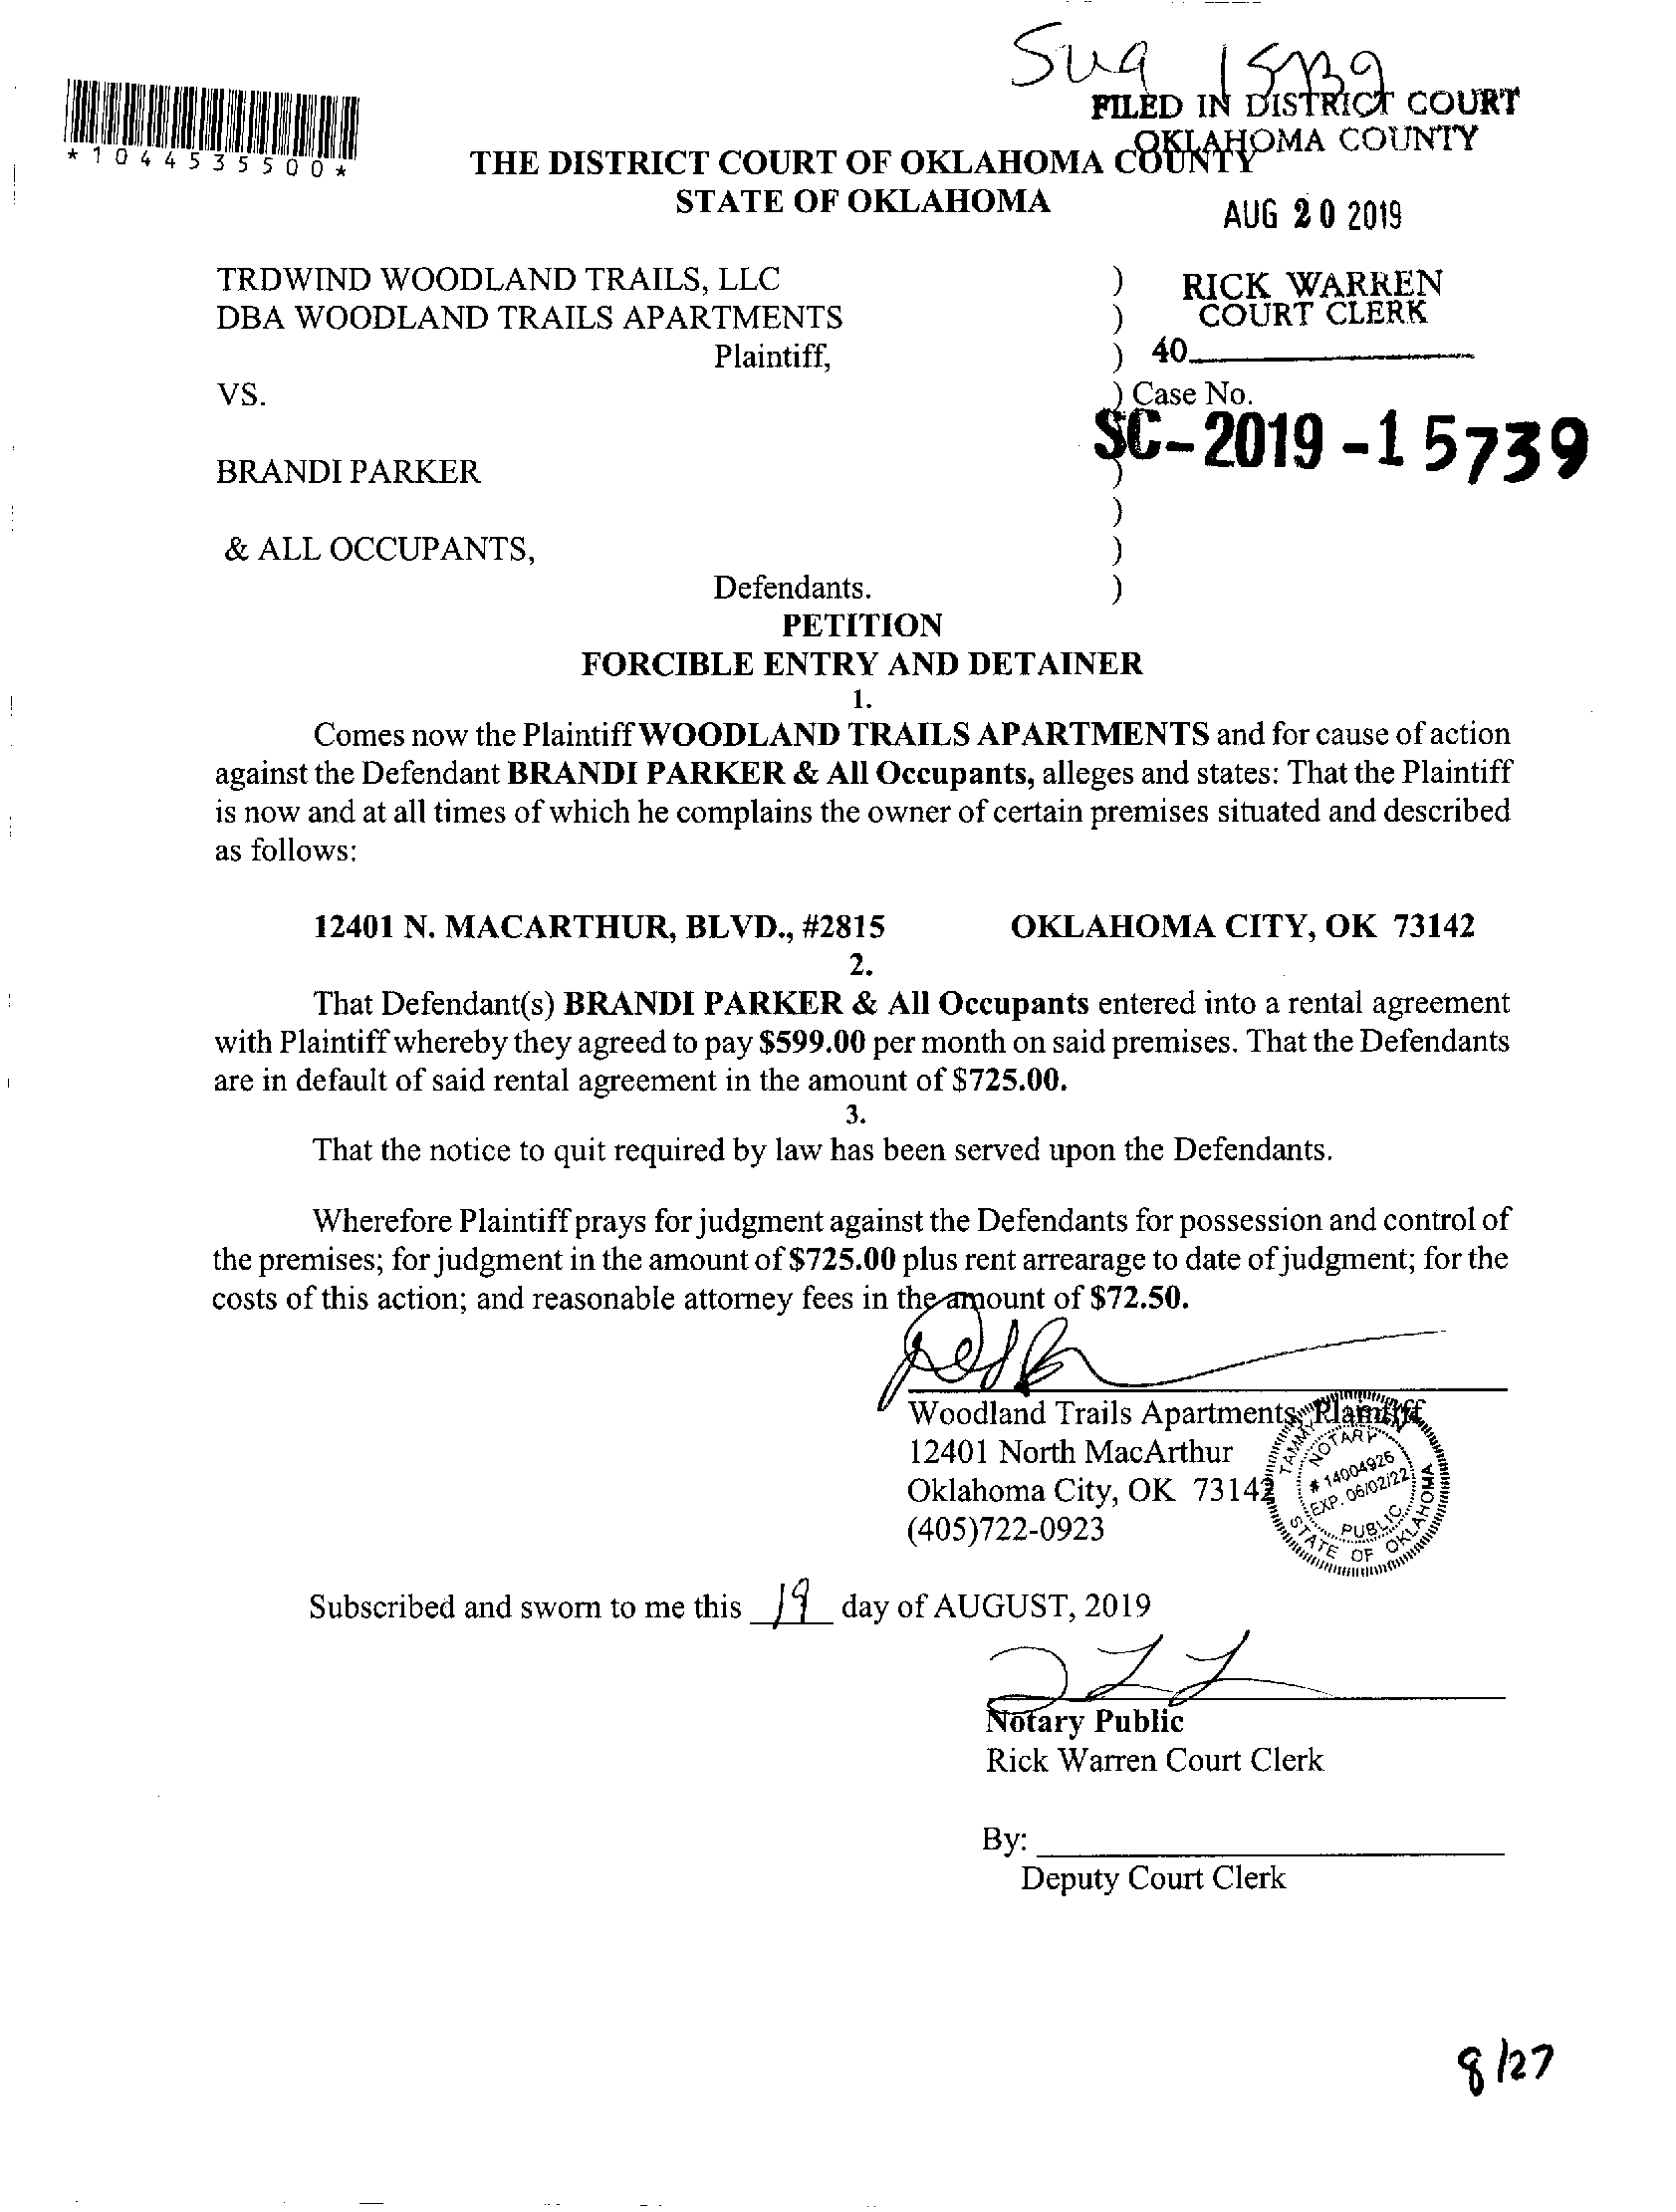 FILED IN DISTRICT COURT
OKLAHOMA COUNTY
*1044535500*
THE DISTRICT COURT OF OKLAHOMA COUNTY
STATE OF OKLAHOMA
AUG 20 2019
TRDWIND WOODLAND TRAILS, LLC )
RICK WARREN
DBA WOODLAND TRAILS APARTMENTS )
COURT CLERK
Plaintiff, )
40
VS. ) Case No.
SC-2019-15739
BRANDI PARKER )
)
& ALL OCCUPANTS, )
Defendants. )
PETITION
FORCIBLE ENTRY AND DETAINER
1.
Comes now the Plaintiff WOODLAND TRAILS APARTMENTS and for cause of action
against the Defendant BRANDI PARKER & All Occupants, alleges and states: That the Plaintiff
is now and at all times of which he complains the owner of certain premises situated and described
as follows:
12401 N. MACARTHUR, BLVD., #2815 OKLAHOMA CITY, OK 73142
2.
That Defendant(s) BRANDI PARKER & All Occupants entered into a rental agreement
with Plaintiff whereby they agreed to pay $599.00 per month on said premises. That the Defendants
are in default of said rental agreement in the amount of $725.00.
3.
That the notice to quit required by law has been served upon the Defendants.
Wherefore Plaintiff prays for judgment against the Defendants for possession and control of
the premises; for judgment in the amount of $725.00 plus rent arrearage to date of judgment; for the
costs of this action; and reasonable attorney fees in the amount of $72.50.
Woodland Trails Apartments, Plaintiff
12401 North MacArthur
Oklahoma City, OK 73142
(405)722-0923
TAMMY
NOTARY
# 14004926
EXP. 06/02/22
PUBLIC
STATE OF OKLAHOMA
Subscribed and sworn to me this 19 day of AUGUST, 2019
Notary Public
Rick Warren Court Clerk
By:
Deputy Court Clerk
8/27